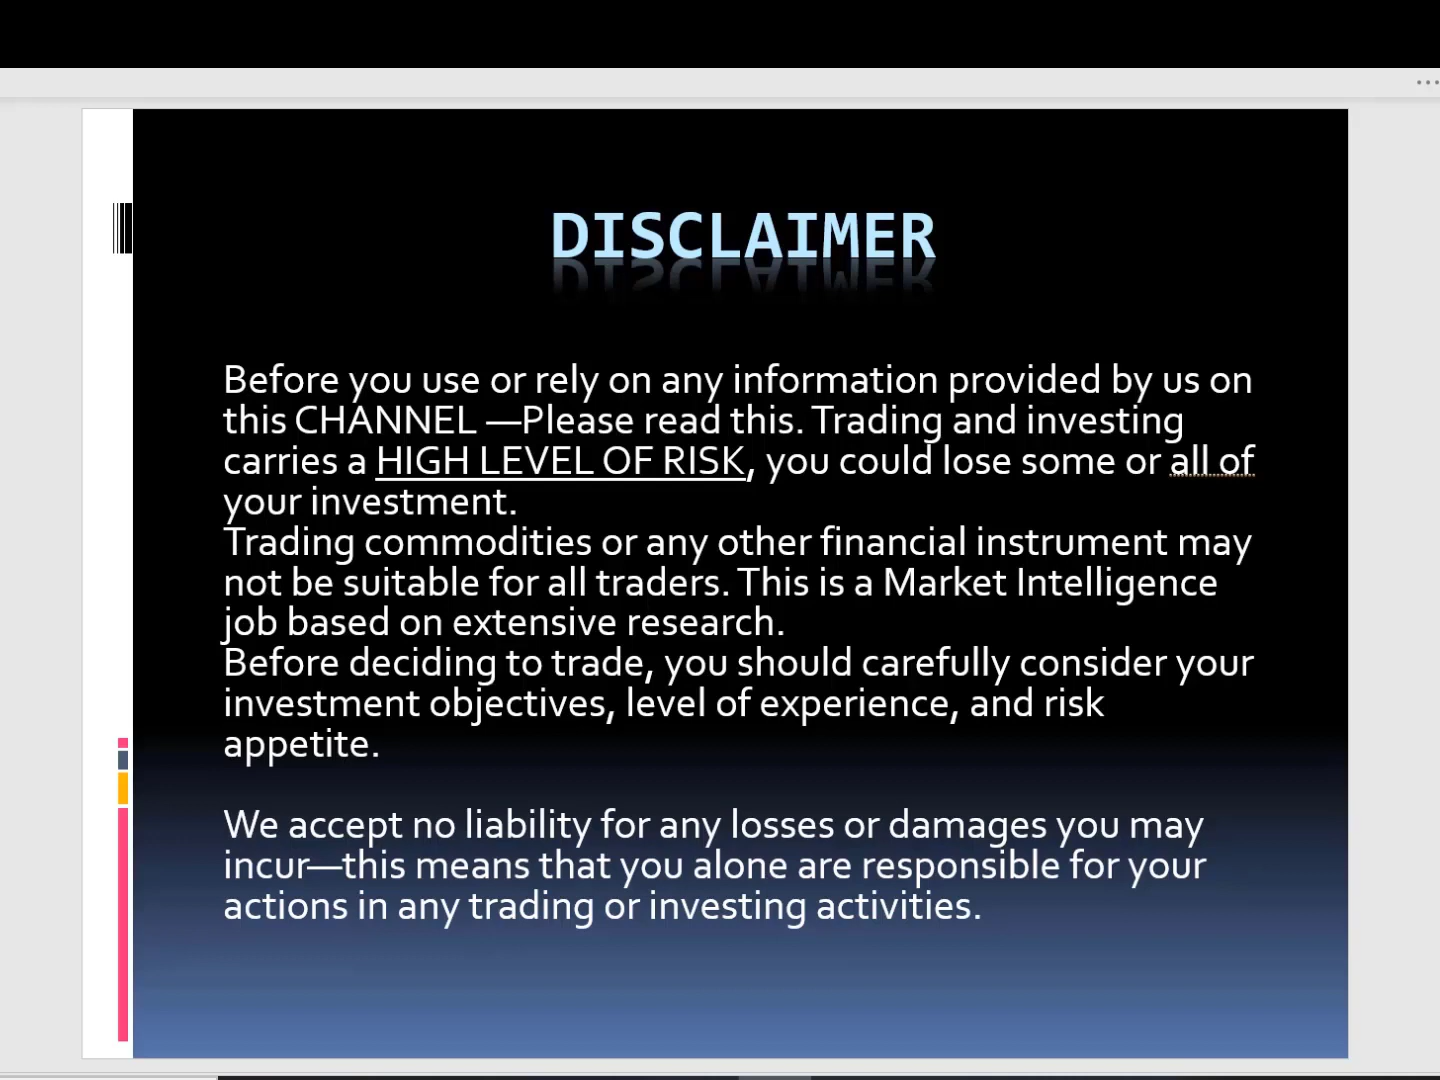 DISCLAIMER
Before you use or rely on any information provided by us on
this CHANNEL —Please read this. Trading and investing
carries a HIGH LEVEL OF RISK, you could lose some or all of
your investment.
Trading commodities or any other financial instrument may
not be suitable for all traders. This is a Market Intelligence
job based on extensive research.
Before deciding to trade, you should carefully consider your
investment objectives, level of experience, and risk
appetite.
We accept no liability for any losses or damages you may
incur—this means that you alone are responsible for your
actions in any trading or investing activities.